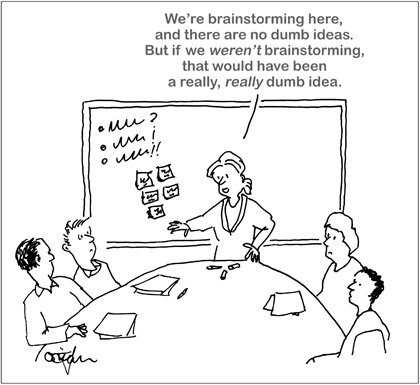 We're brainstorming here,
and there are no dumb ideas.
But if we weren't brainstorming,
that would have been
a really, really dumb idea.
?
!
!!